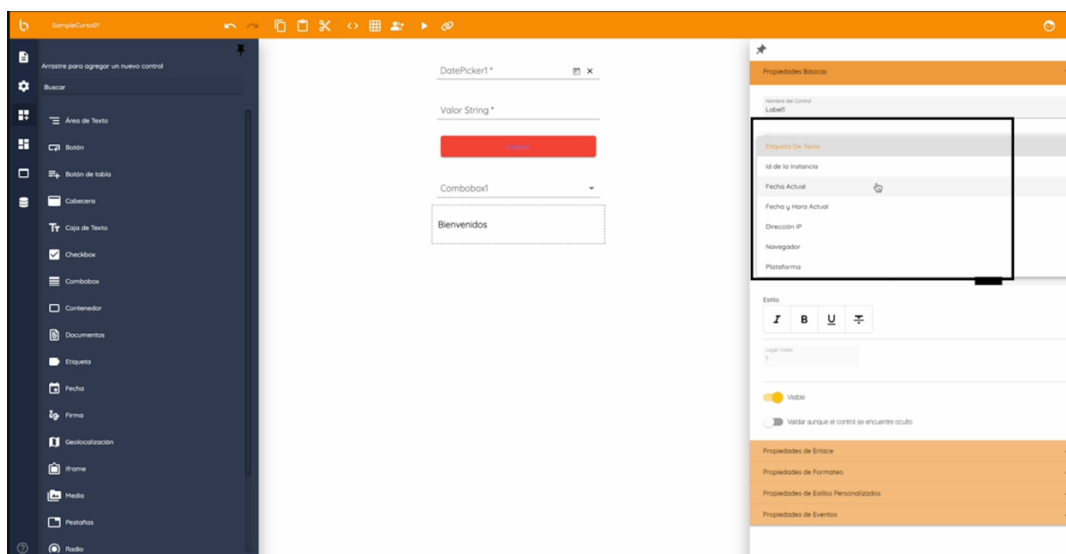 SampleCurso01
Arrastre para agregar un nuevo control
Buscar
Área de Texto
Botón
Botón de tabla
Cabecera
Caja de Texto
Checkbox
Combobox
Contenedor
Documentos
Etiqueta
Fecha
Firma
Geolocalización
Iframe
Media
Pestañas
Radio
DatePicker1 *
Valor String *
Combobox1
Bienvenidos
Propiedades Básicas
Nombre del Control
Label1
Etiqueta De Texto
Id de la Instancia
Fecha Actual
Fecha y Hora Actual
Dirección IP
Navegador
Plataforma
Estilo
I B U T
Layer Index
1
Visible
Validar aunque el control se encuentre oculto
Propiedades de Enlace
Propiedades de Formateo
Propiedades de Estilos Personalizados
Propiedades de Eventos